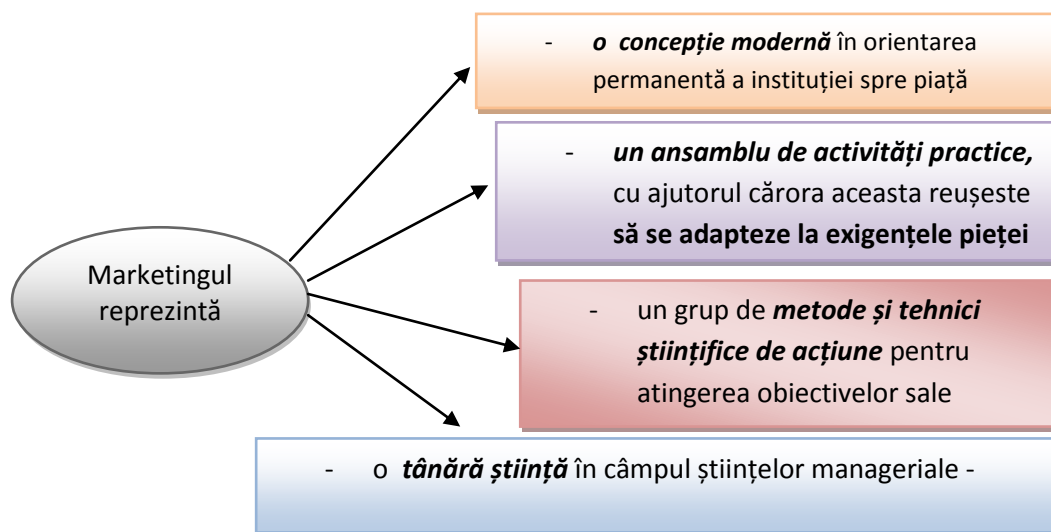 - o concepție modernă în orientarea
permanentă a instituției spre piață
- un ansamblu de activități practice,
cu ajutorul cărora aceasta reușește
să se adapteze la exigențele pieței
Marketingul
reprezintă
- un grup de metode și tehnici
științifice de acțiune pentru
atingerea obiectivelor sale
- o tânără știință în câmpul științelor manageriale -